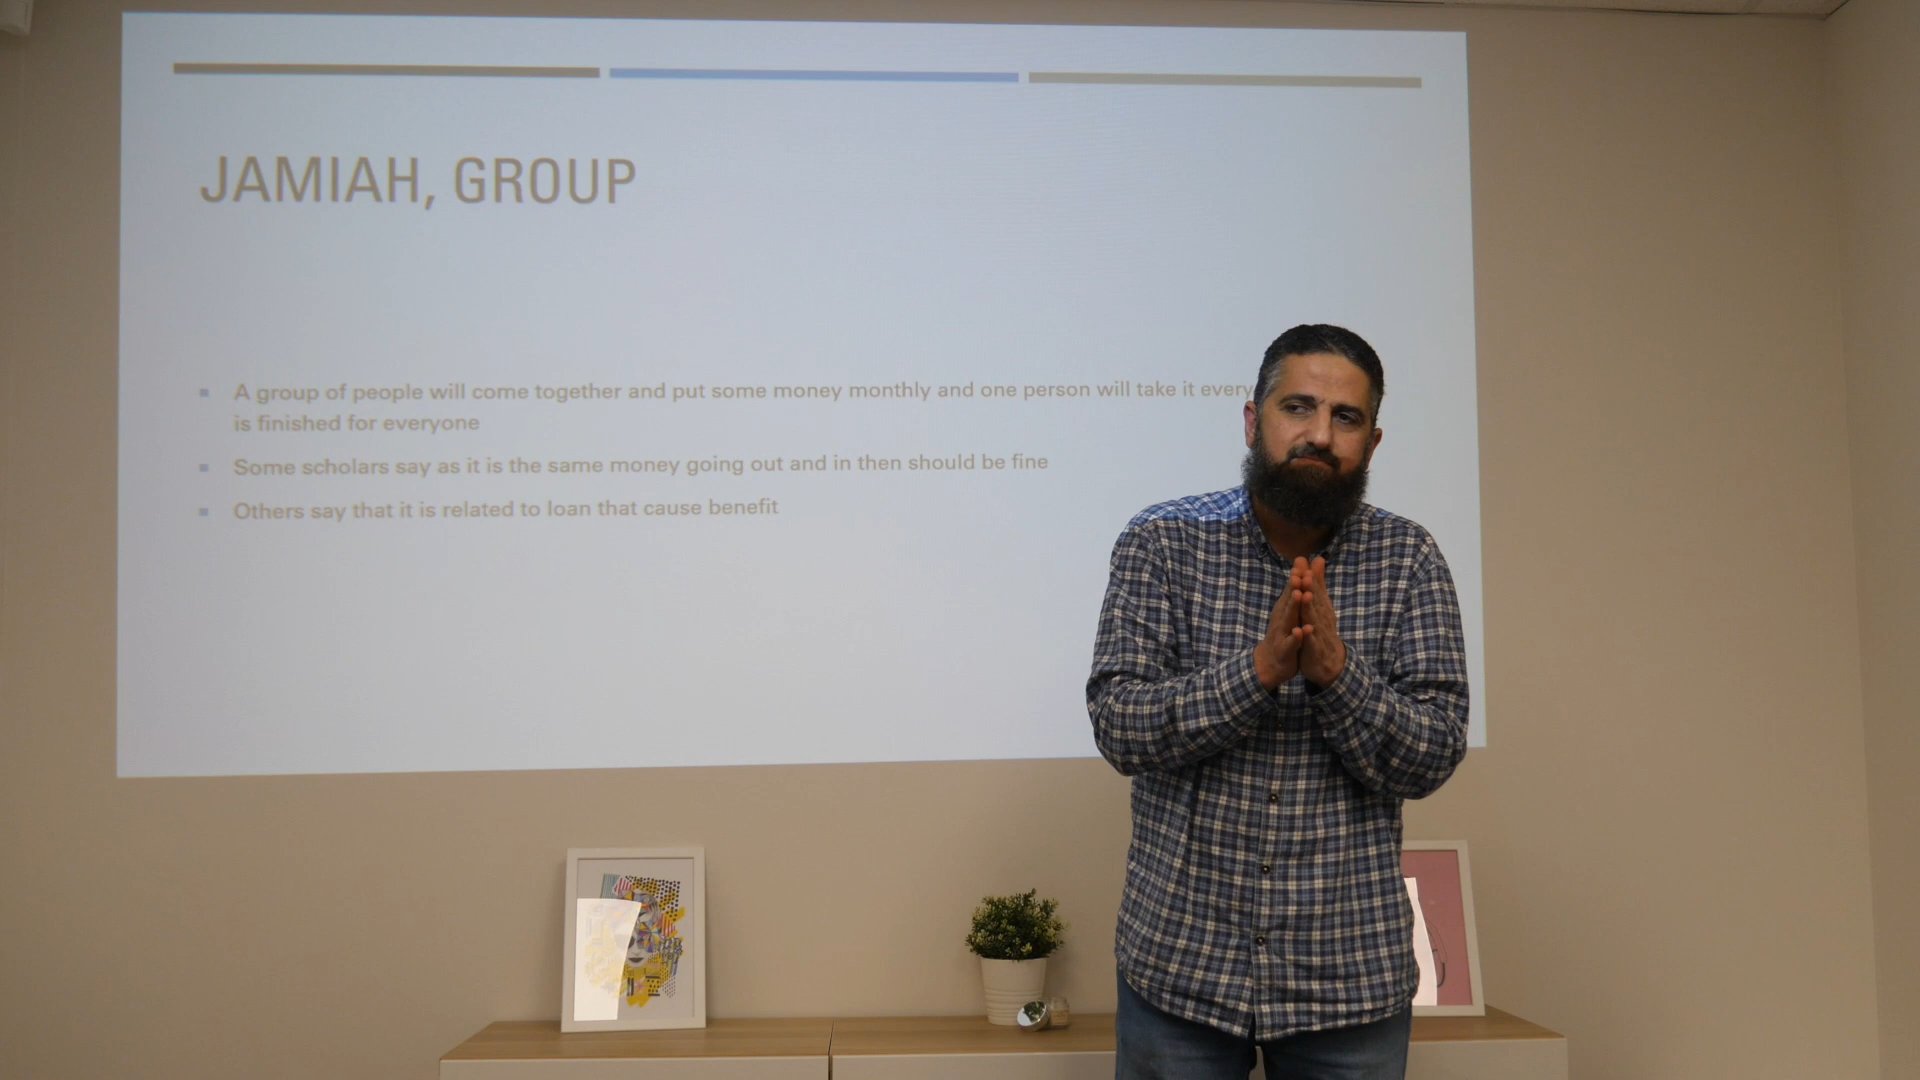 JAMIAH, GROUP
A group of people will come together and put some money monthly and one person will take it every
is finished for everyone
Some scholars say as it is the same money going out and in then should be fine
Others say that it is related to loan that cause benefit